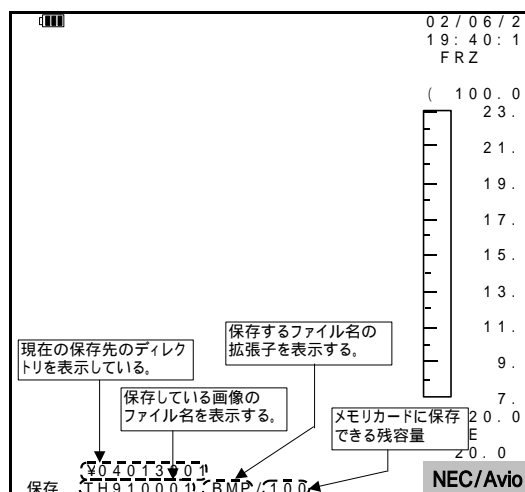 02/06/2
19:40:1
FRZ
( 100.0
23.
21.
19.
17.
15.
13.
11.
9.
7.
20.0
E
20.0
保存するファイル名の
拡張子を表示する。
現在の保存先のディレク
トリを表示している。
保存している画像の
ファイル名を表示する。
メモリカードに保存
できる残容量
¥04013001
保存 TH910001).BMP/100
NEC/Avio